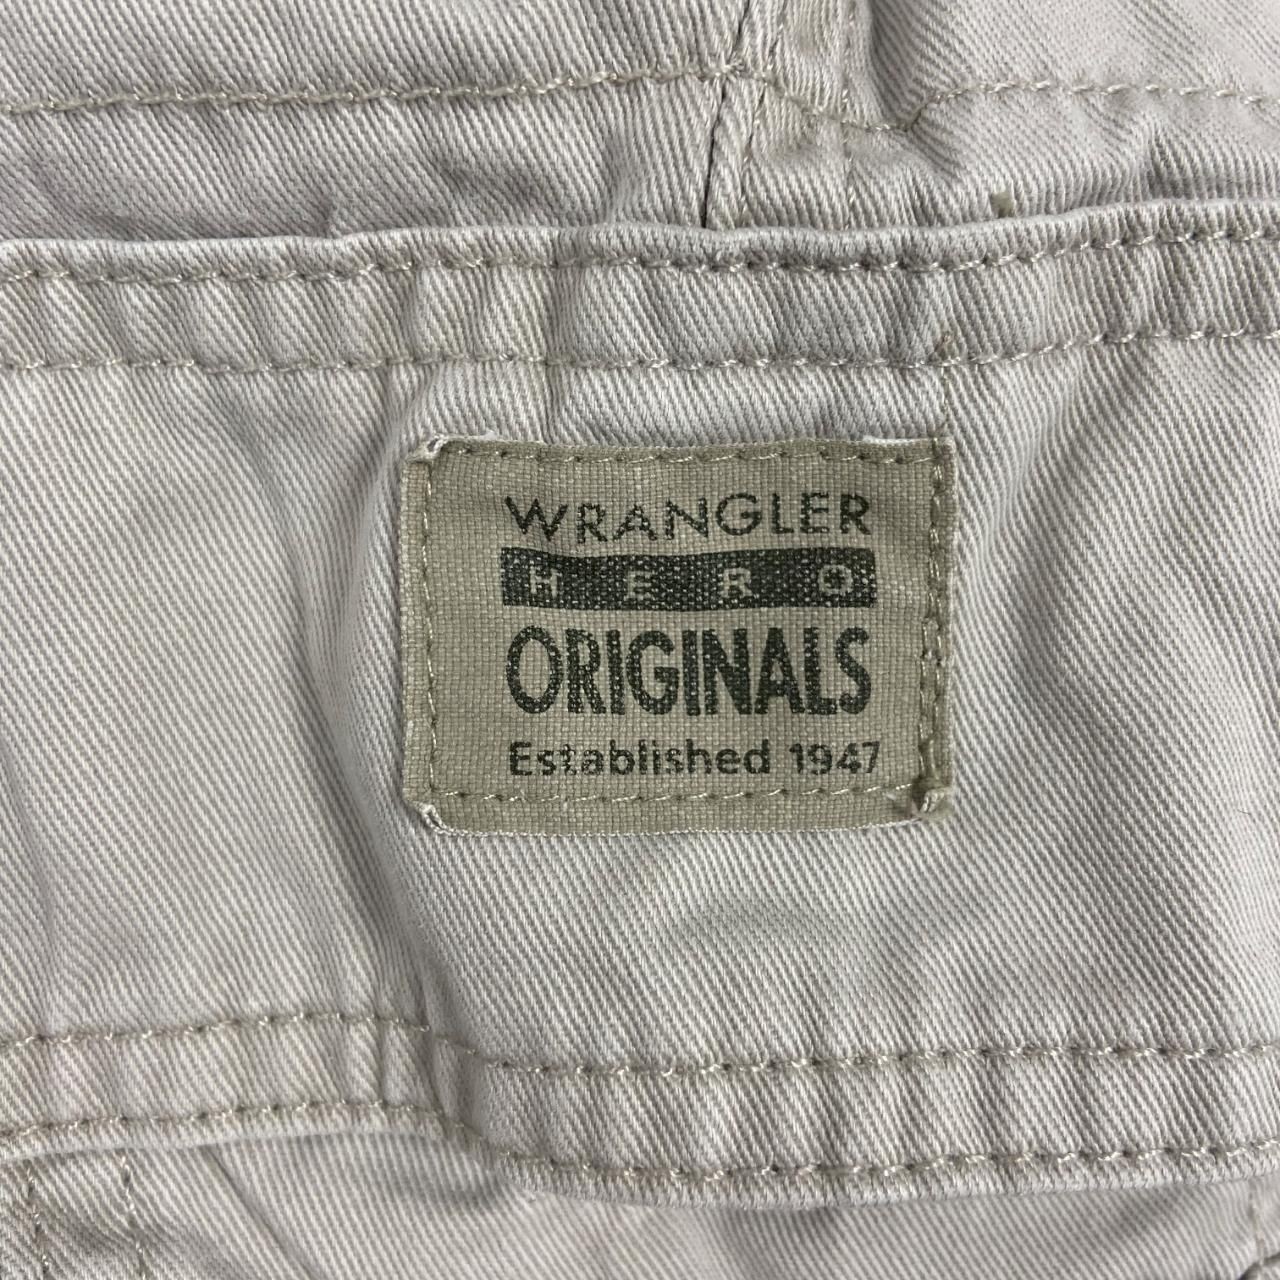 WRANGLER
HERO
ORIGINALS
Established 1947